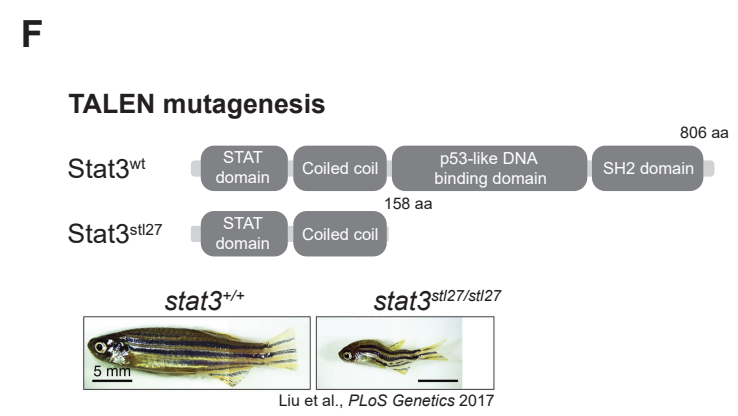 F
TALEN mutagenesis
806 aa
Stat3wt
STAT
domain
Coiled coil
p53-like DNA
binding domain
SH2 domain
158 aa
Stat3stl27
STAT
domain
Coiled coil
stat3+/+
stat3stl27/stl27
5 mm
Liu et al., PLoS Genetics 2017